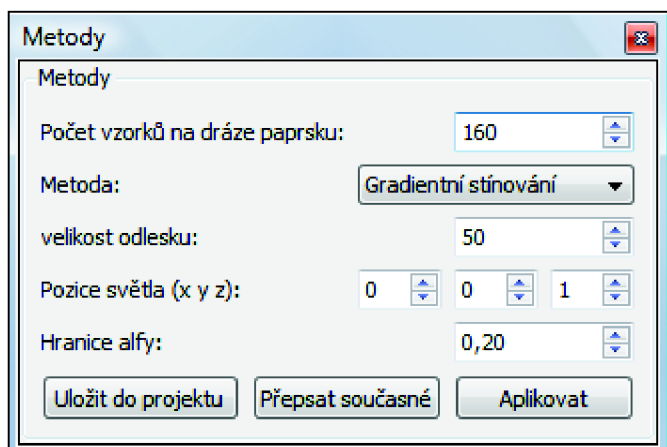 Metody
Metody
Počet vzorků na dráze paprsku: 160
Metoda: Gradientní stínování
velikost odlesku: 50
Pozice světla (x y z): 0 0 1
Hranice alfy: 0,20
Uložit do projektu Přepsat současné Aplikovat